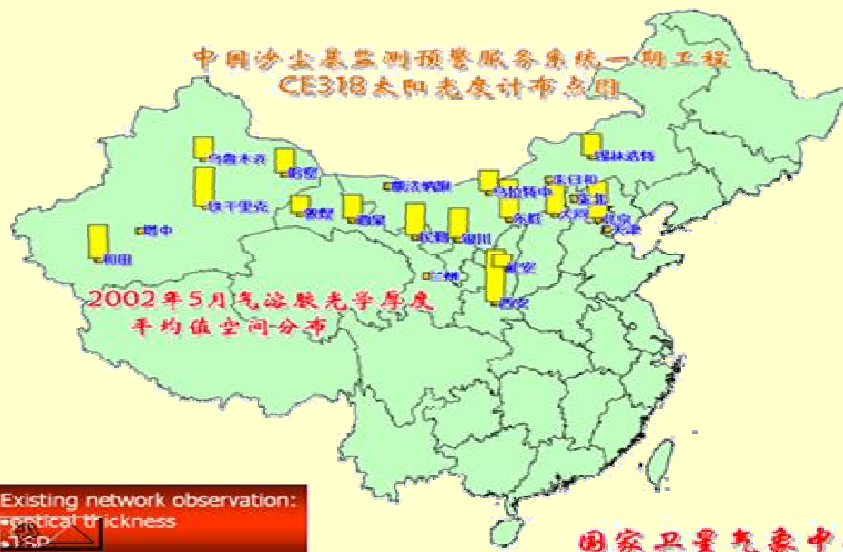 中国沙尘暴监测预警服务系统一期工程
CE318太阳光度计布点图
锡林浩特
乌鲁木齐
哈密
朱日和
额济纳旗
乌拉特中
铁干里克
敦煌
酒泉
东胜
大同
北京
天津
塔中
民勤
银川
和田
延安
兰州
西安
2002年5月气溶胶光学厚度
平均值空间分布
Existing network observation:
•optical thickness
•TSP
国家卫星气象中